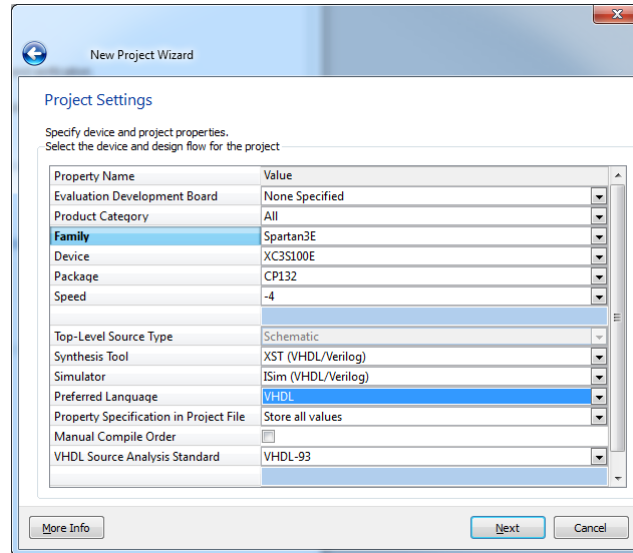 New Project Wizard
Project Settings
Specify device and project properties.
Select the device and design flow for the project
Property Name Value
Evaluation Development Board None Specified
Product Category All
Family Spartan3E
Device XC3S100E
Package CP132
Speed -4
Top-Level Source Type Schematic
Synthesis Tool XST (VHDL/Verilog)
Simulator ISim (VHDL/Verilog)
Preferred Language VHDL
Property Specification in Project File Store all values
Manual Compile Order
VHDL Source Analysis Standard VHDL-93
More Info Next Cancel